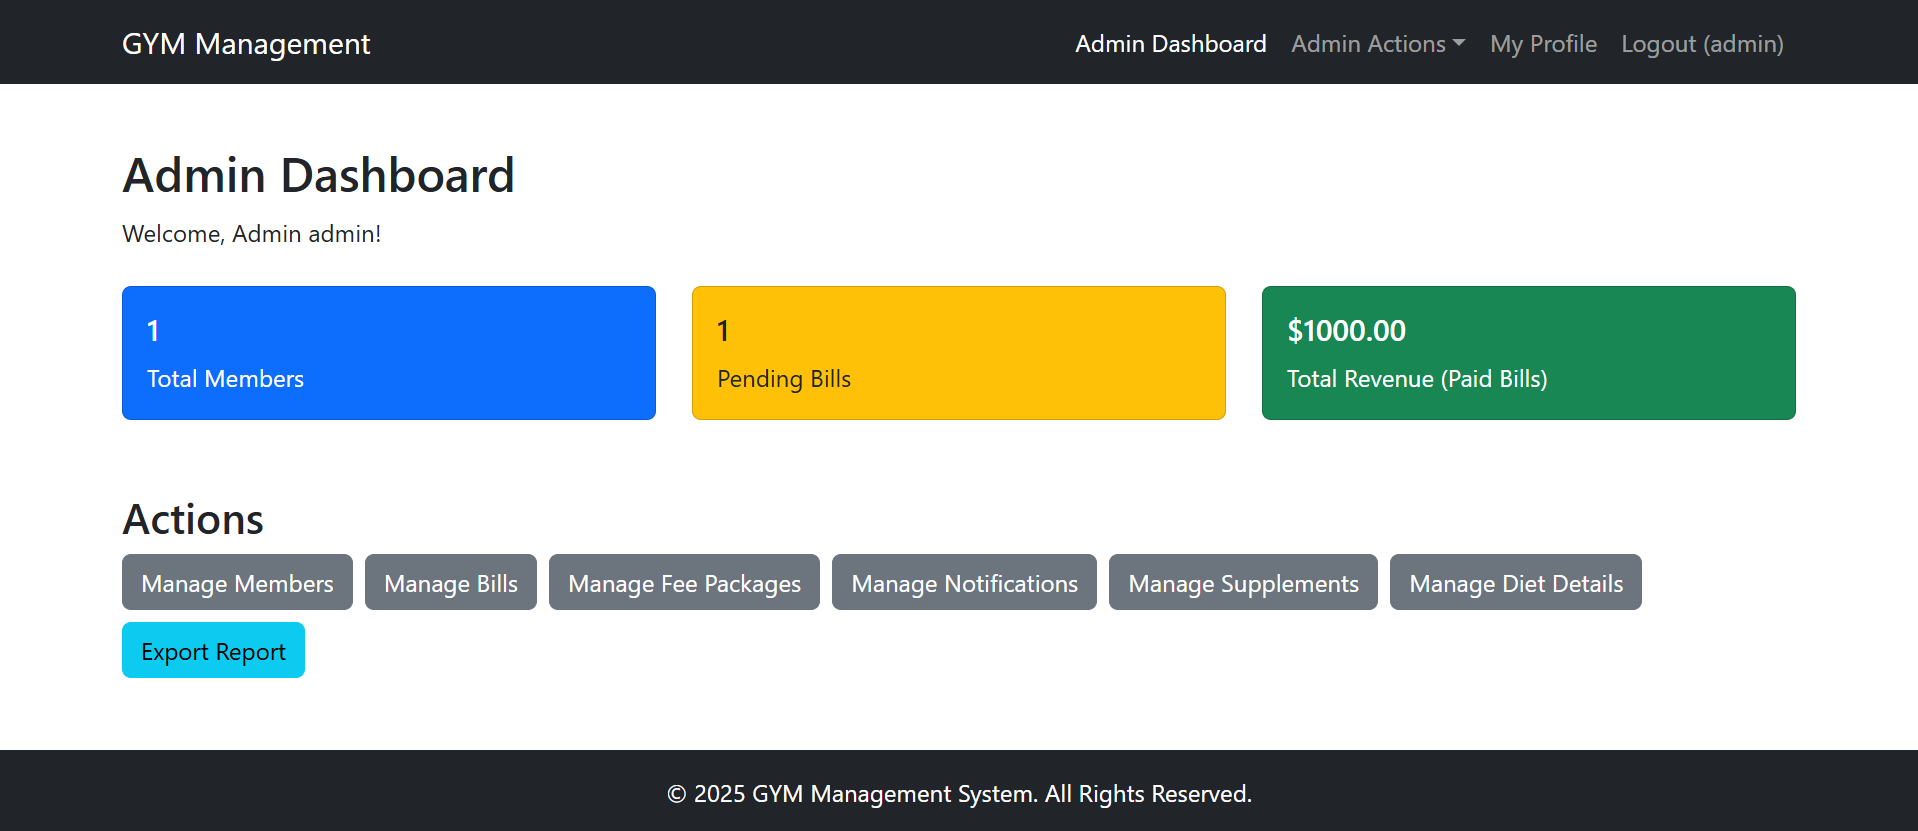 GYM Management
Admin Dashboard Admin Actions My Profile Logout (admin)
Admin Dashboard
Welcome, Admin admin!
1
Total Members
1
Pending Bills
$1000.00
Total Revenue (Paid Bills)
Actions
Manage Members Manage Bills Manage Fee Packages Manage Notifications Manage Supplements Manage Diet Details
Export Report
© 2025 GYM Management System. All Rights Reserved.